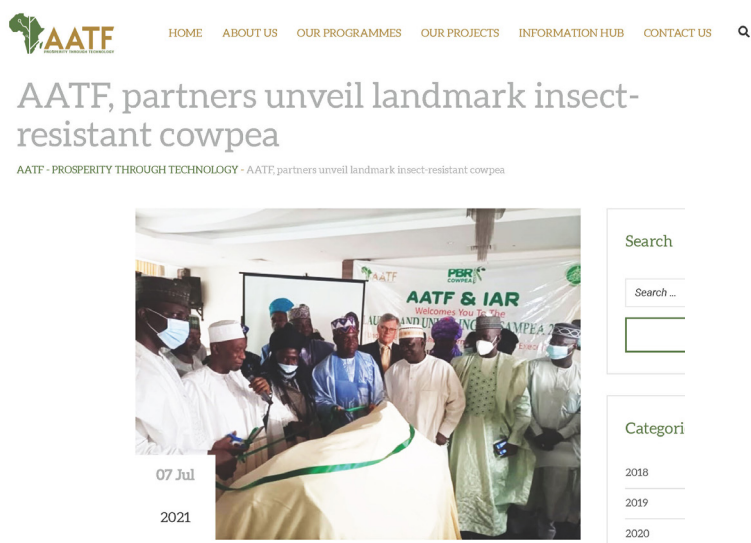 AATF
PROSPERITY THROUGH TECHNOLOGY
HOME ABOUT US OUR PROGRAMMES OUR PROJECTS INFORMATION HUB CONTACT US
AATF, partners unveil landmark insect-
resistant cowpea
AATF - PROSPERITY THROUGH TECHNOLOGY - AATF, partners unveil landmark insect-resistant cowpea
AATF
PBR
COWPEA
AATF & IAR
Welcomes You To The
07 Jul
2021
Search
Search ...
Categori
2018
2019
2020